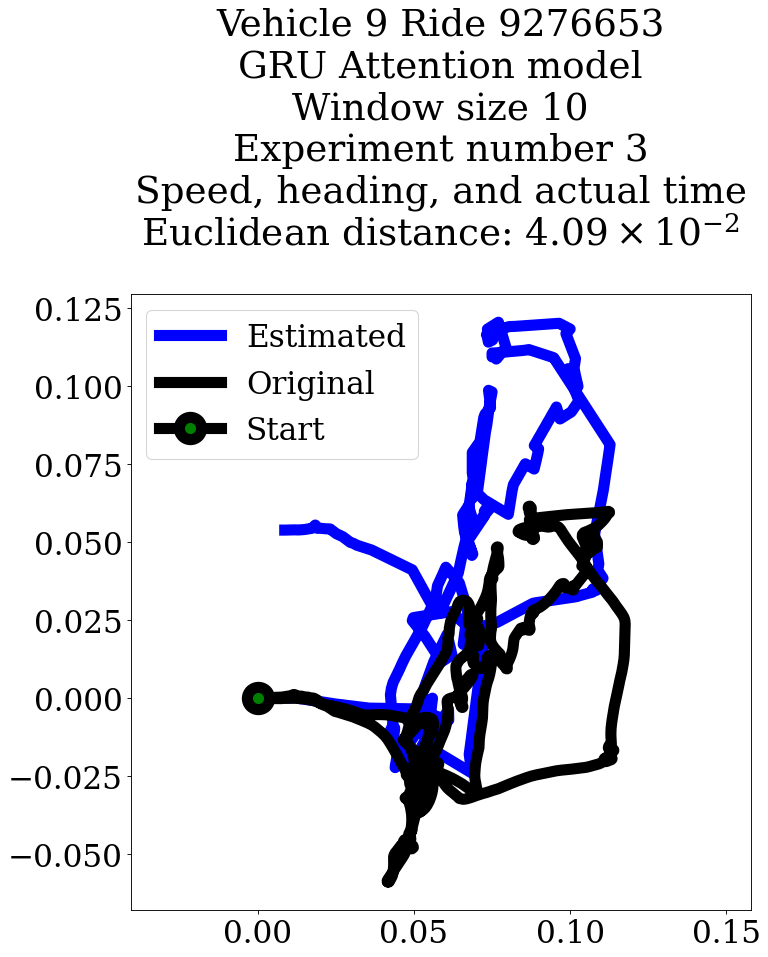 Vehicle 9 Ride 9276653
GRU Attention model
Window size 10
Experiment number 3
Speed, heading, and actual time
Euclidean distance: 4.09 × 10⁻²
Estimated
Original
Start
0.125
0.100
0.075
0.050
0.025
0.000
−0.025
−0.050
0.00 0.05 0.10 0.15